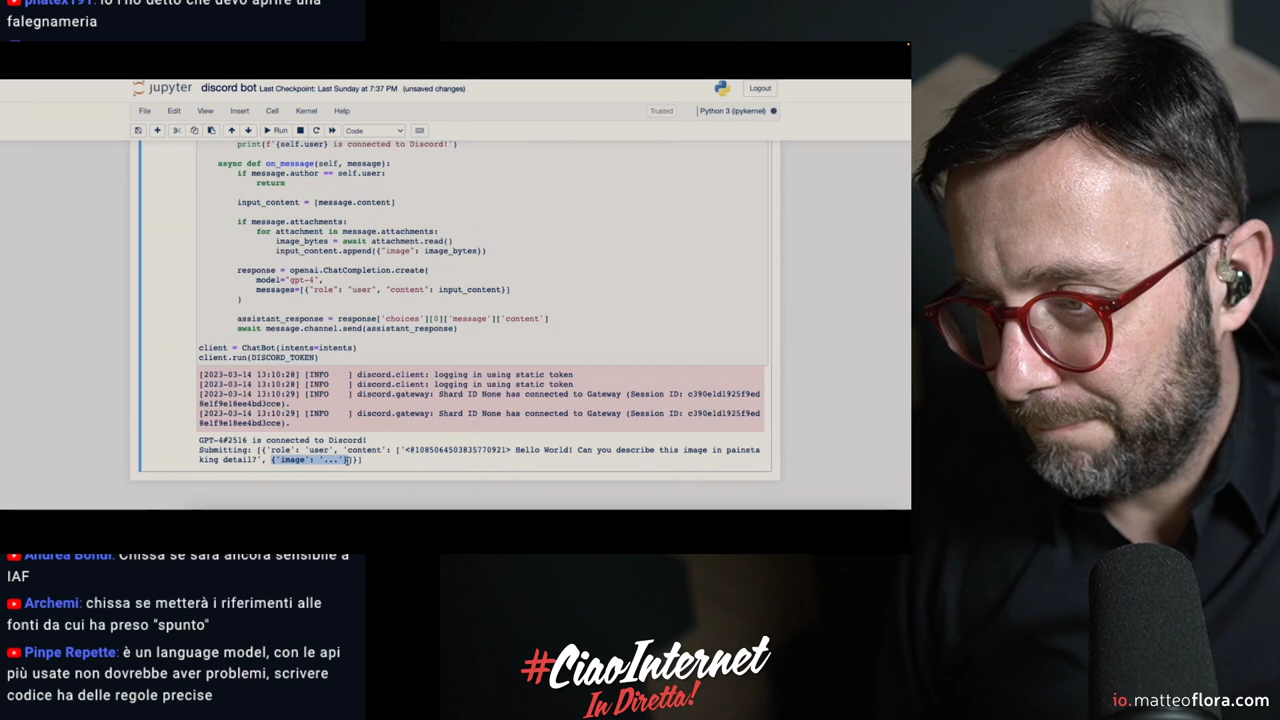 phatex191: io l'ho detto che devo aprire una
falegnameria
jupyter discord bot Last Checkpoint: Last Sunday at 7:37 PM (unsaved changes)
Logout
File Edit View Insert Cell Kernel Help
Trusted
Python 3 (ipykernel)
Run
Code
print(f'{self.user} is connected to Discord!')
async def on_message(self, message):
if message.author == self.user:
return
input_content = [message.content]
if message.attachments:
for attachment in message.attachments:
image_bytes = await attachment.read()
input_content.append({"image": image_bytes})
response = openai.ChatCompletion.create(
model="gpt-4",
messages=[{"role": "user", "content": input_content}]
)
assistant_response = response['choices'][0]['message']['content']
await message.channel.send(assistant_response)
client = ChatBot(intents=intents)
client.run(DISCORD_TOKEN)
[2023-03-14 13:10:28] [INFO    ] discord.client: logging in using static token
[2023-03-14 13:10:28] [INFO    ] discord.client: logging in using static token
[2023-03-14 13:10:29] [INFO    ] discord.gateway: Shard ID None has connected to Gateway (Session ID: c390e1d1925f9ed
8e1f9e18ee4bd3cce).
[2023-03-14 13:10:29] [INFO    ] discord.gateway: Shard ID None has connected to Gateway (Session ID: c390e1d1925f9ed
8e1f9e18ee4bd3cce).
GPT-4#2516 is connected to Discord!
Submitting: [{'role': 'user', 'content': ['<@1085064503835770921> Hello World! Can you describe this image in painsta
king detail?', {'image': '...'}]}]
Andrea Bondi: Chissa se sarà ancora sensibile a
IAF
Archemi: chissa se metterà i riferimenti alle
fonti da cui ha preso "spunto"
Pinpe Repette: è un language model, con le api
più usate non dovrebbe aver problemi, scrivere
codice ha delle regole precise
#CiaoInternet
In Diretta!
io.matteoflora.com